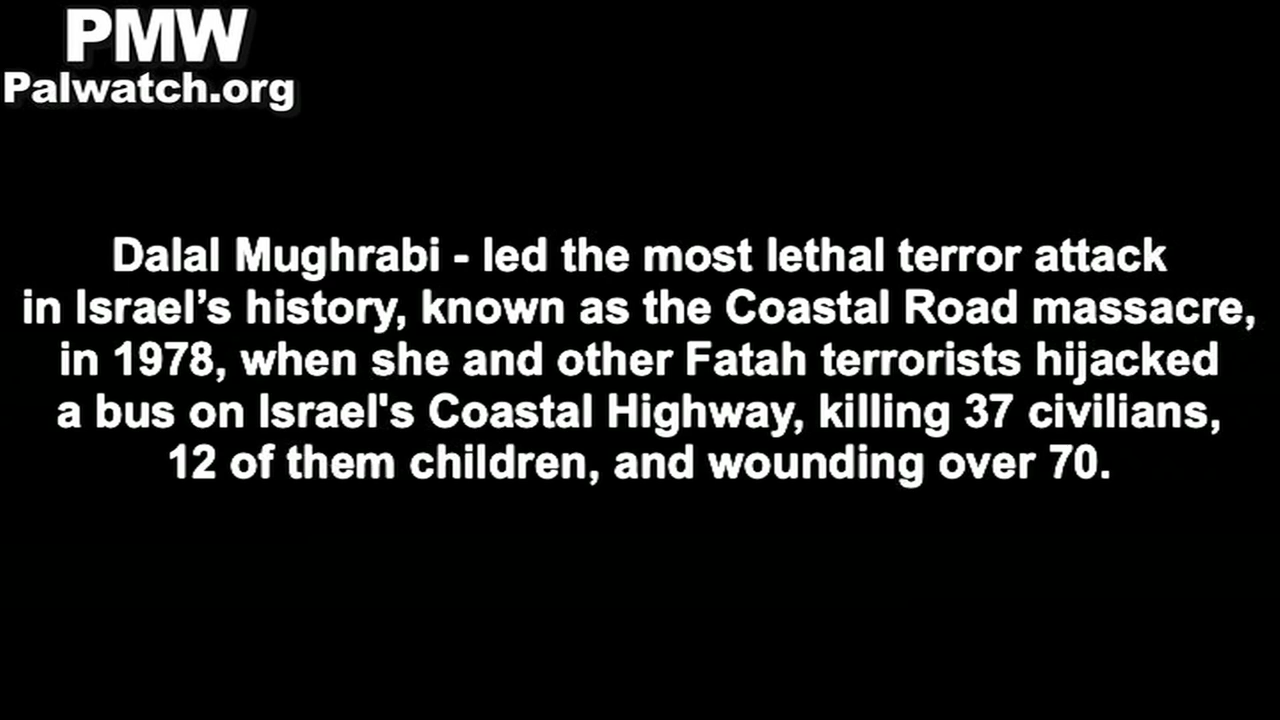 PMW
Palwatch.org
Dalal Mughrabi - led the most lethal terror attack
in Israel’s history, known as the Coastal Road massacre,
in 1978, when she and other Fatah terrorists hijacked
a bus on Israel's Coastal Highway, killing 37 civilians,
12 of them children, and wounding over 70.